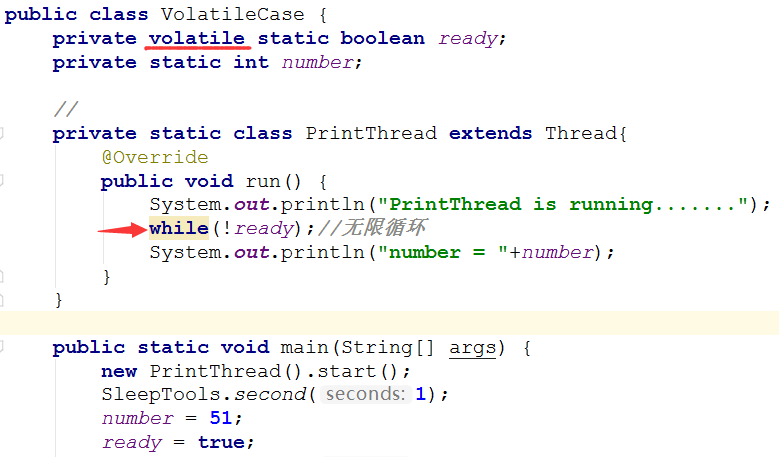 public class VolatileCase {
    private volatile static boolean ready;
    private static int number;
    //
    private static class PrintThread extends Thread{
        @Override
        public void run() {
            System.out.println("PrintThread is running.......");
            while(!ready);//无限循环
            System.out.println("number = "+number);
        }
    }
    public static void main(String[] args) {
        new PrintThread().start();
        SleepTools.second( seconds: 1);
        number = 51;
        ready = true;